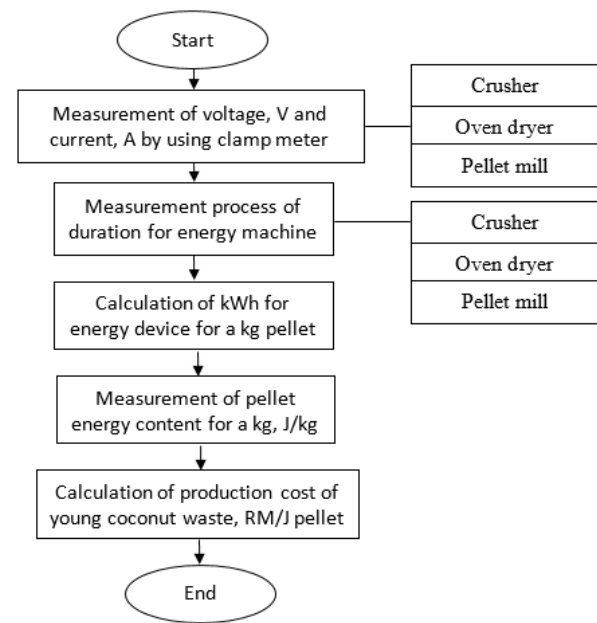 Start
Measurement of voltage, V and
current, A by using clamp meter
Crusher
Oven dryer
Pellet mill
Measurement process of
duration for energy machine
Crusher
Oven dryer
Pellet mill
Calculation of kWh for
energy device for a kg pellet
Measurement of pellet
energy content for a kg, J/kg
Calculation of production cost of
young coconut waste, RM/J pellet
End